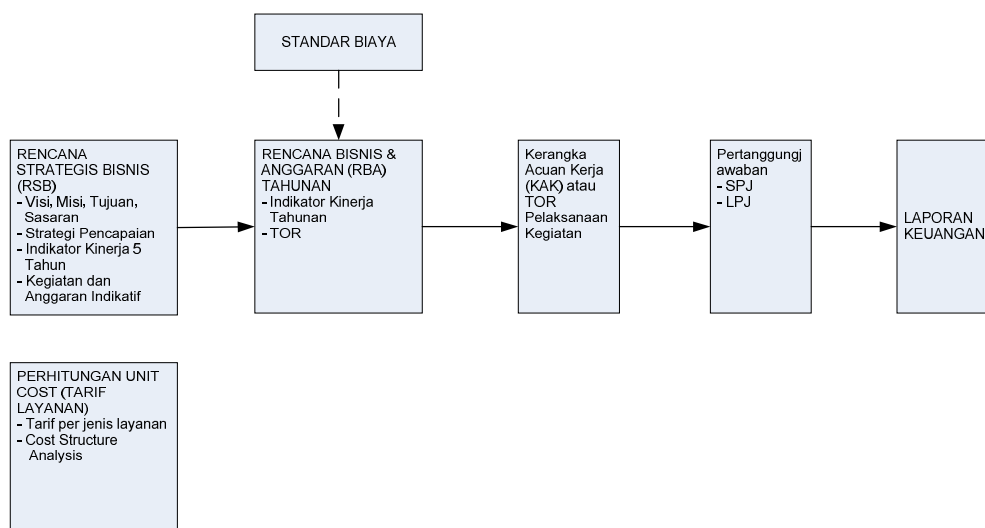 STANDAR BIAYA
RENCANA
STRATEGIS BISNIS
(RSB)
- Visi, Misi, Tujuan,
Sasaran
- Strategi Pencapaian
- Indikator Kinerja 5
Tahun
- Kegiatan dan
Anggaran Indikatif
RENCANA BISNIS &
ANGGARAN (RBA)
TAHUNAN
- Indikator Kinerja
Tahunan
- TOR
Kerangka
Acuan Kerja
(KAK) atau
TOR
Pelaksanaan
Kegiatan
Pertanggungj
awaban
- SPJ
- LPJ
LAPORAN
KEUANGAN
PERHITUNGAN UNIT
COST (TARIF
LAYANAN)
- Tarif per jenis layanan
- Cost Structure
Analysis